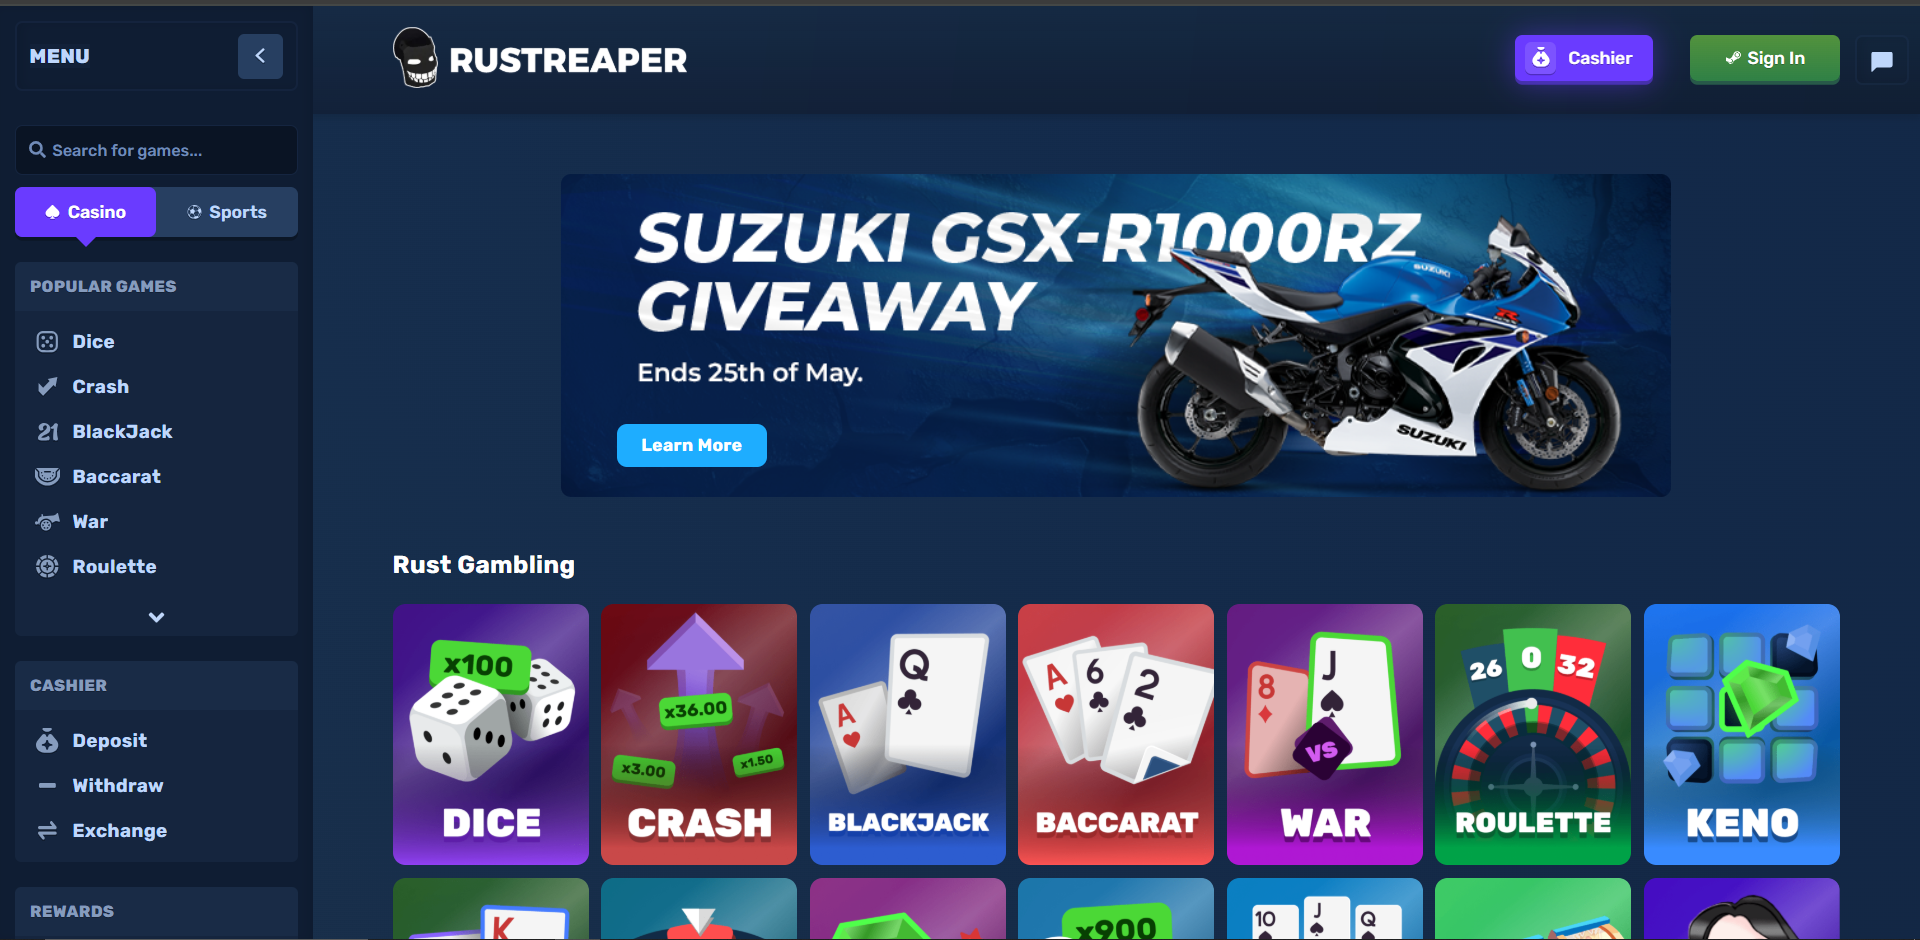 MENU
RUSTREAPER
Cashier
Sign In
Search for games...
Casino
Sports
POPULAR GAMES
Dice
Crash
21 BlackJack
Baccarat
War
Roulette
CASHIER
Deposit
Withdraw
Exchange
REWARDS
SUZUKI GSX-R1000RZ
GIVEAWAY
Ends 25th of May.
Learn More
SUZUKI
R
SUZUKI
Rust Gambling
x100
DICE
x36.00
x3.00
x1.50
CRASH
A
Q
BLACKJACK
A
6
2
BACCARAT
8
J
VS
WAR
26
0
32
ROULETTE
KENO
K
x900
10
J
Q